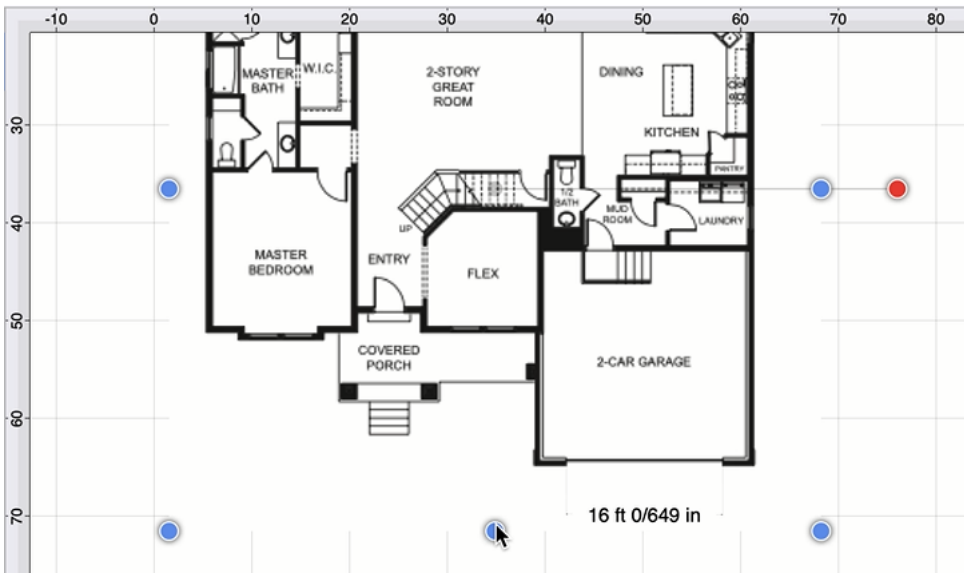 -10 0 10 20 30 40 50 60 70 80
30
40
50
60
70
MASTER
BATH
W.I.C.
2-STORY
GREAT
ROOM
DINING
KITCHEN
PANTRY
1/2
BATH
MUD
ROOM
LAUNDRY
UP
MASTER
BEDROOM
ENTRY
FLEX
COVERED
PORCH
2-CAR GARAGE
16 ft 0/649 in